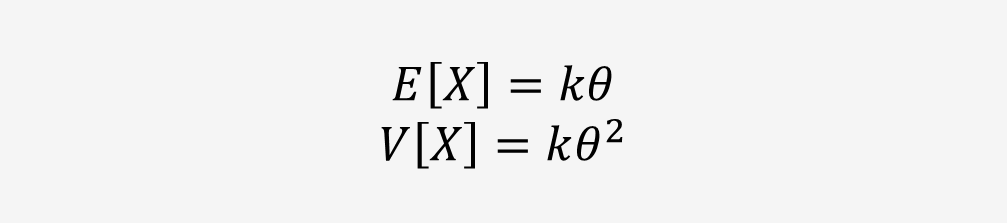 E[X] = kθ
V[X] = kθ²